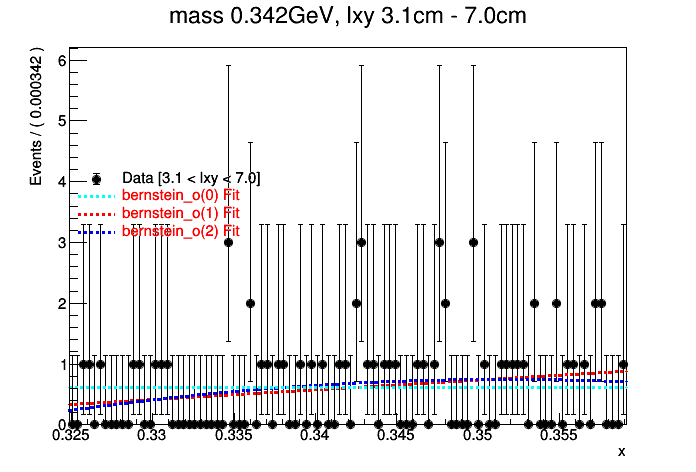 mass 0.342GeV, lxy 3.1cm - 7.0cm
Events / ( 0.000342 )
6
5
4
3
2
1
0
Data [3.1 < lxy < 7.0]
bernstein_o(0) Fit
bernstein_o(1) Fit
bernstein_o(2) Fit
0.325 0.33 0.335 0.34 0.345 0.35 0.355
x